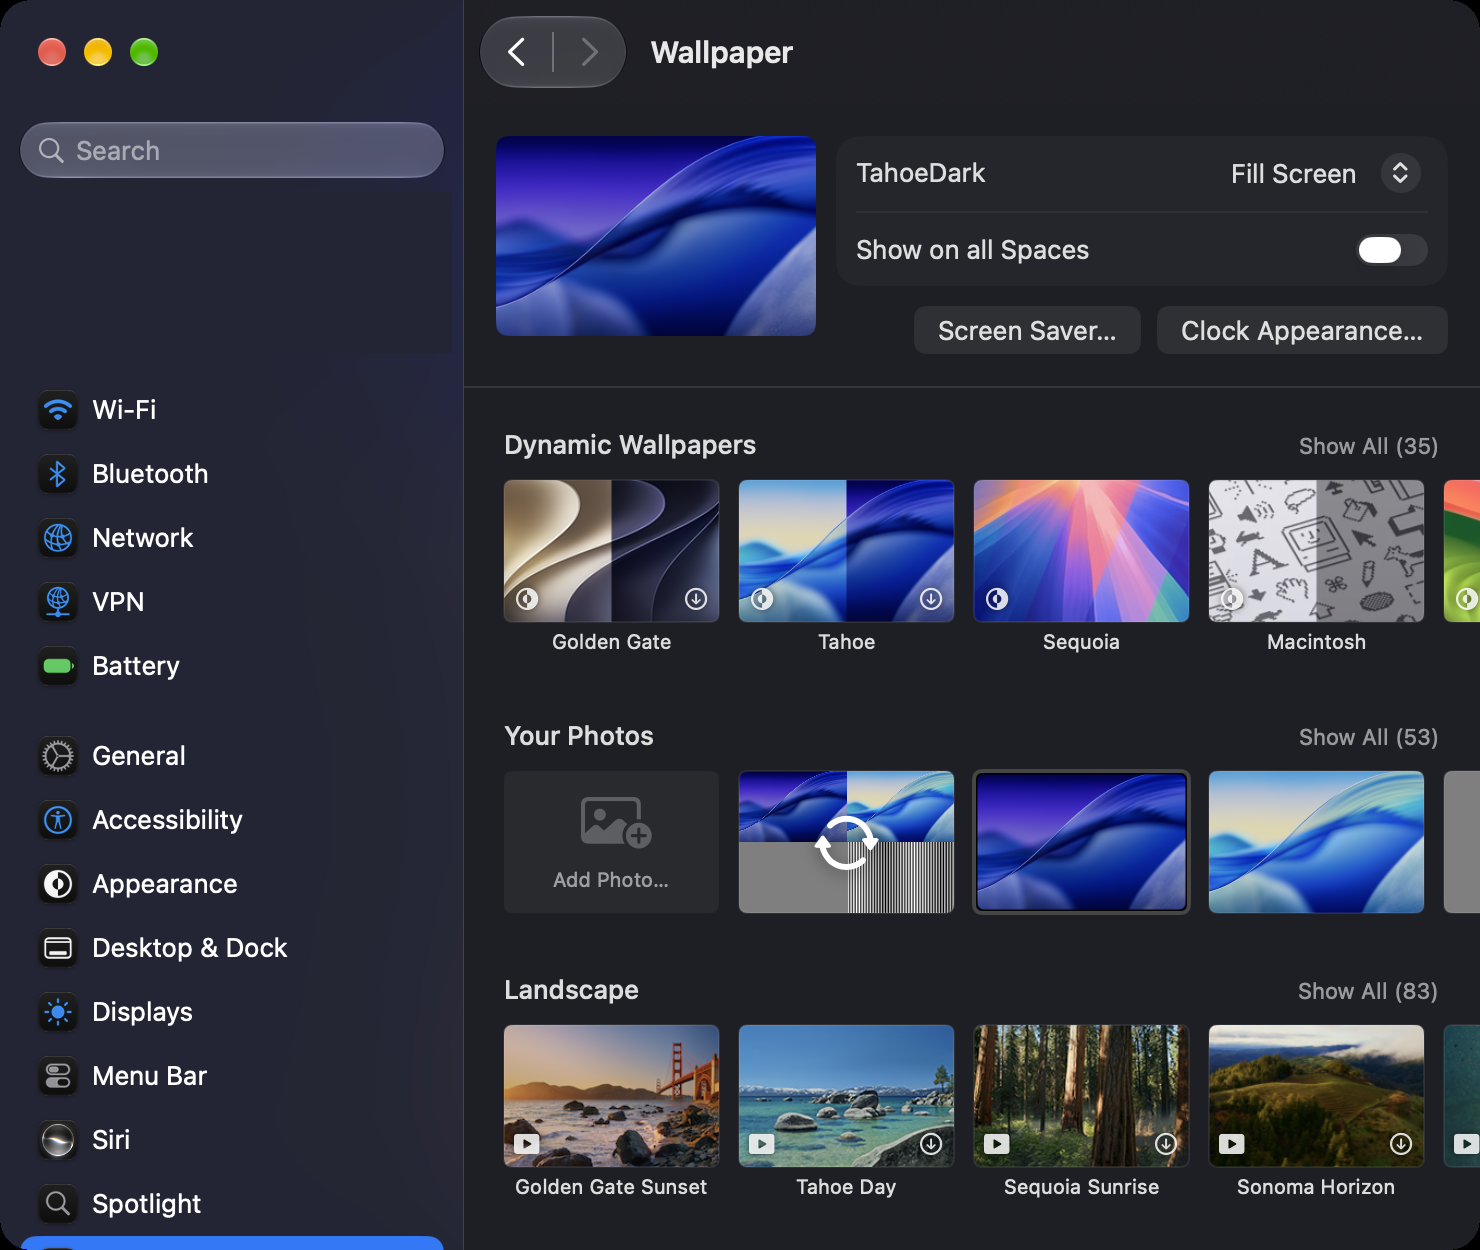 Wallpaper
Search
TahoeDark
Fill Screen
Show on all Spaces
Screen Saver...
Clock Appearance...
Wi-Fi
Bluetooth
Network
VPN
Battery
General
Accessibility
Appearance
Desktop & Dock
Displays
Menu Bar
Siri
Spotlight
Dynamic Wallpapers
Show All (35)
Golden Gate
Tahoe
Sequoia
Macintosh
Your Photos
Show All (53)
Add Photo...
Landscape
Show All (83)
Golden Gate Sunset
Tahoe Day
Sequoia Sunrise
Sonoma Horizon